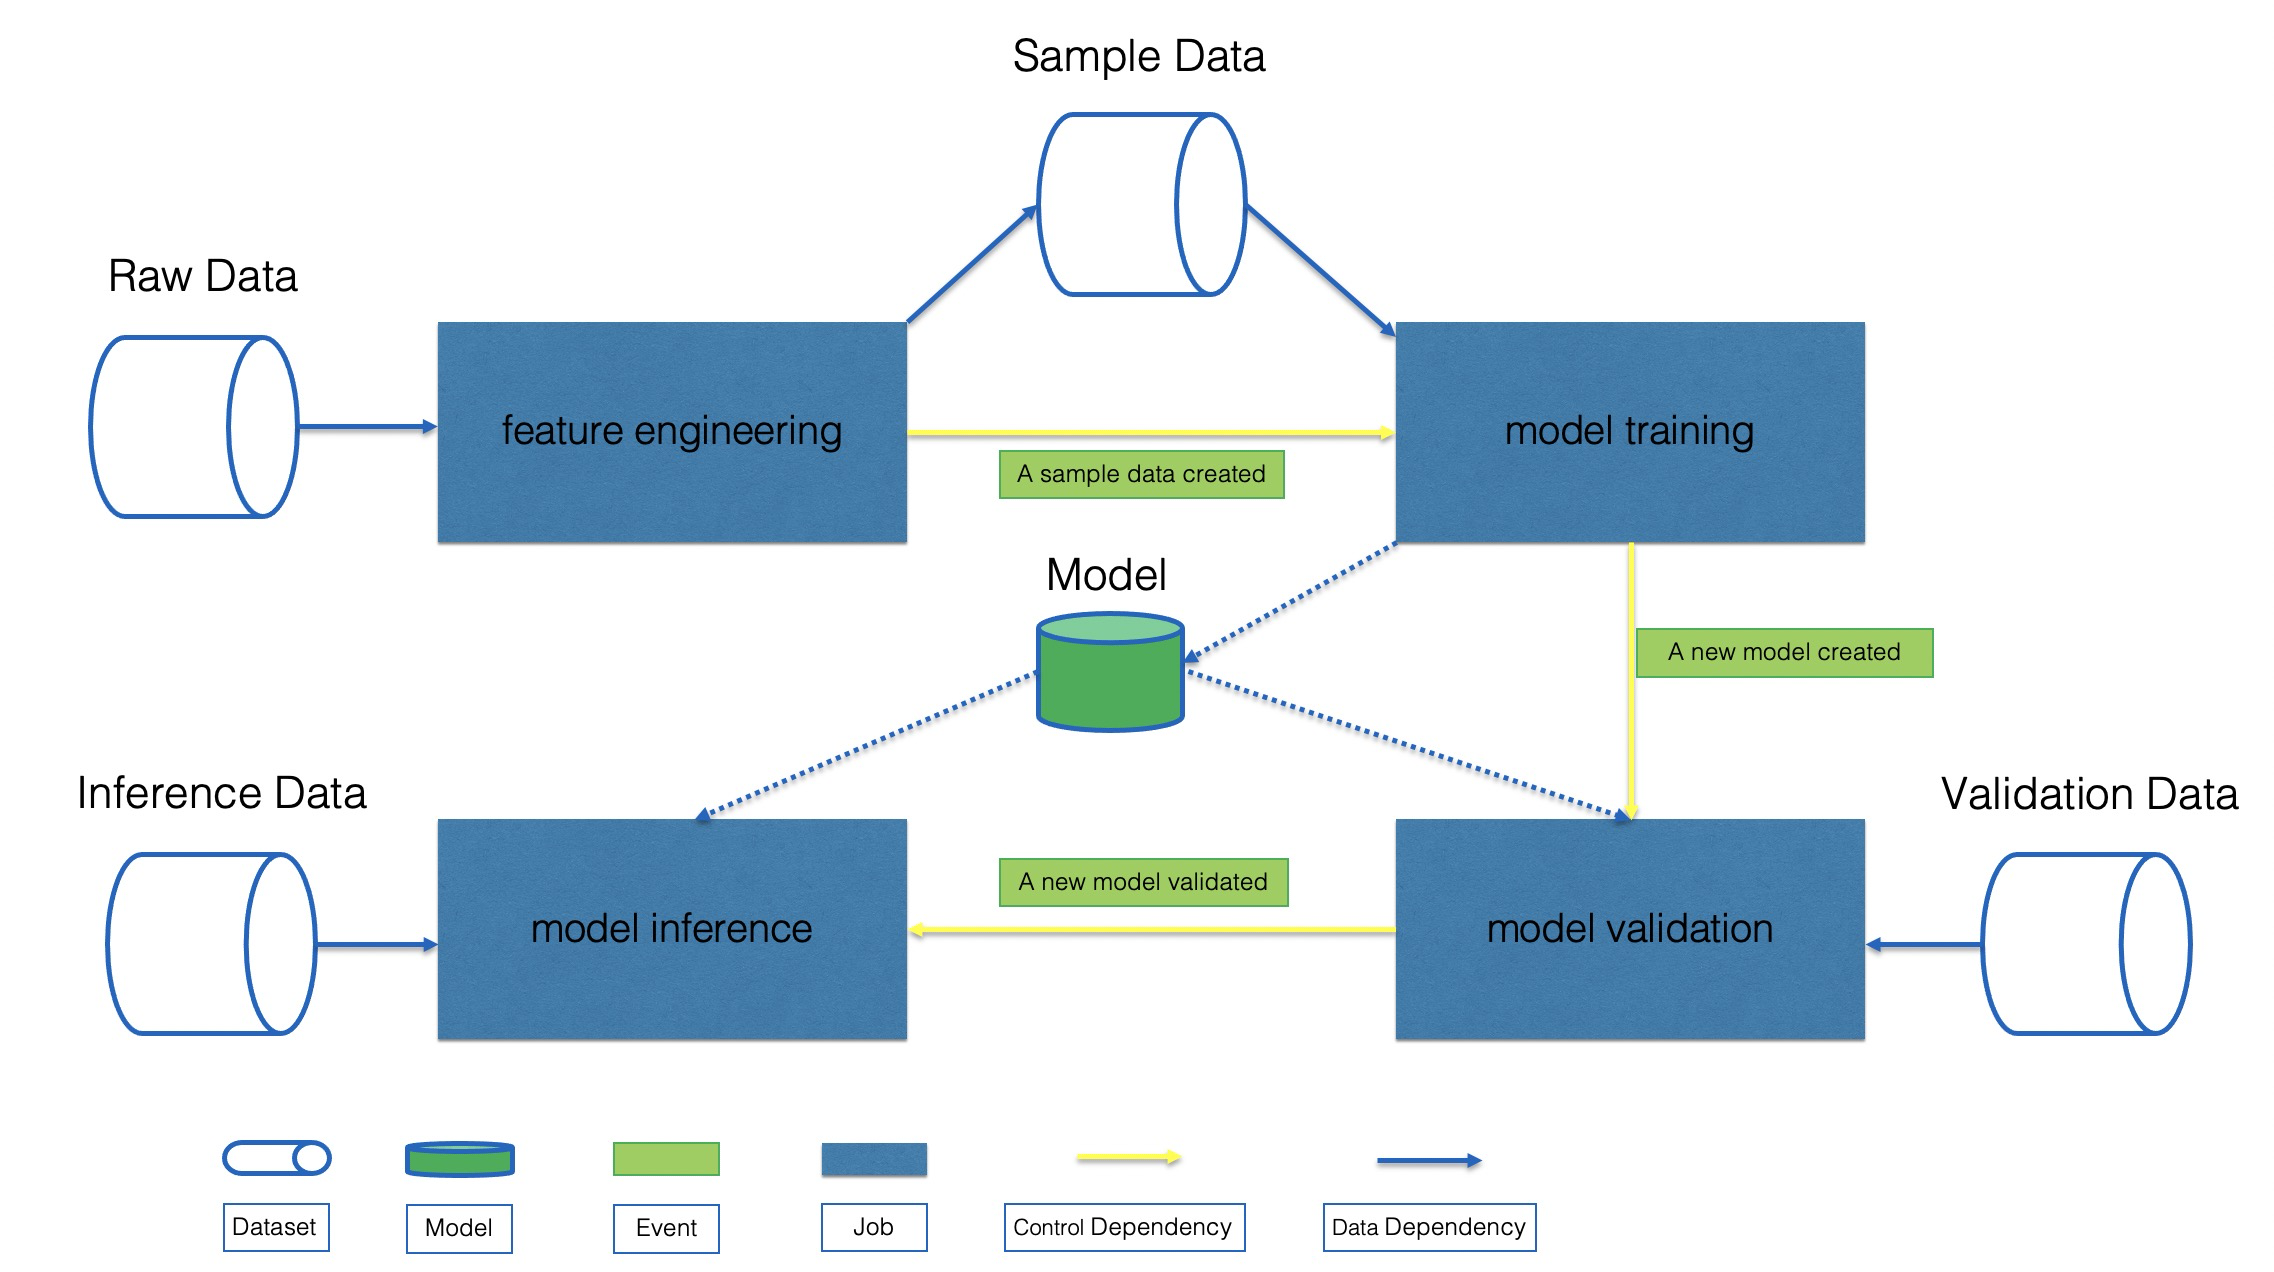 Sample Data
Raw Data
feature engineering
model training
A sample data created
Model
A new model created
Inference Data
Validation Data
A new model validated
model inference
model validation
Dataset
Model
Event
Job
Control Dependency
Data Dependency